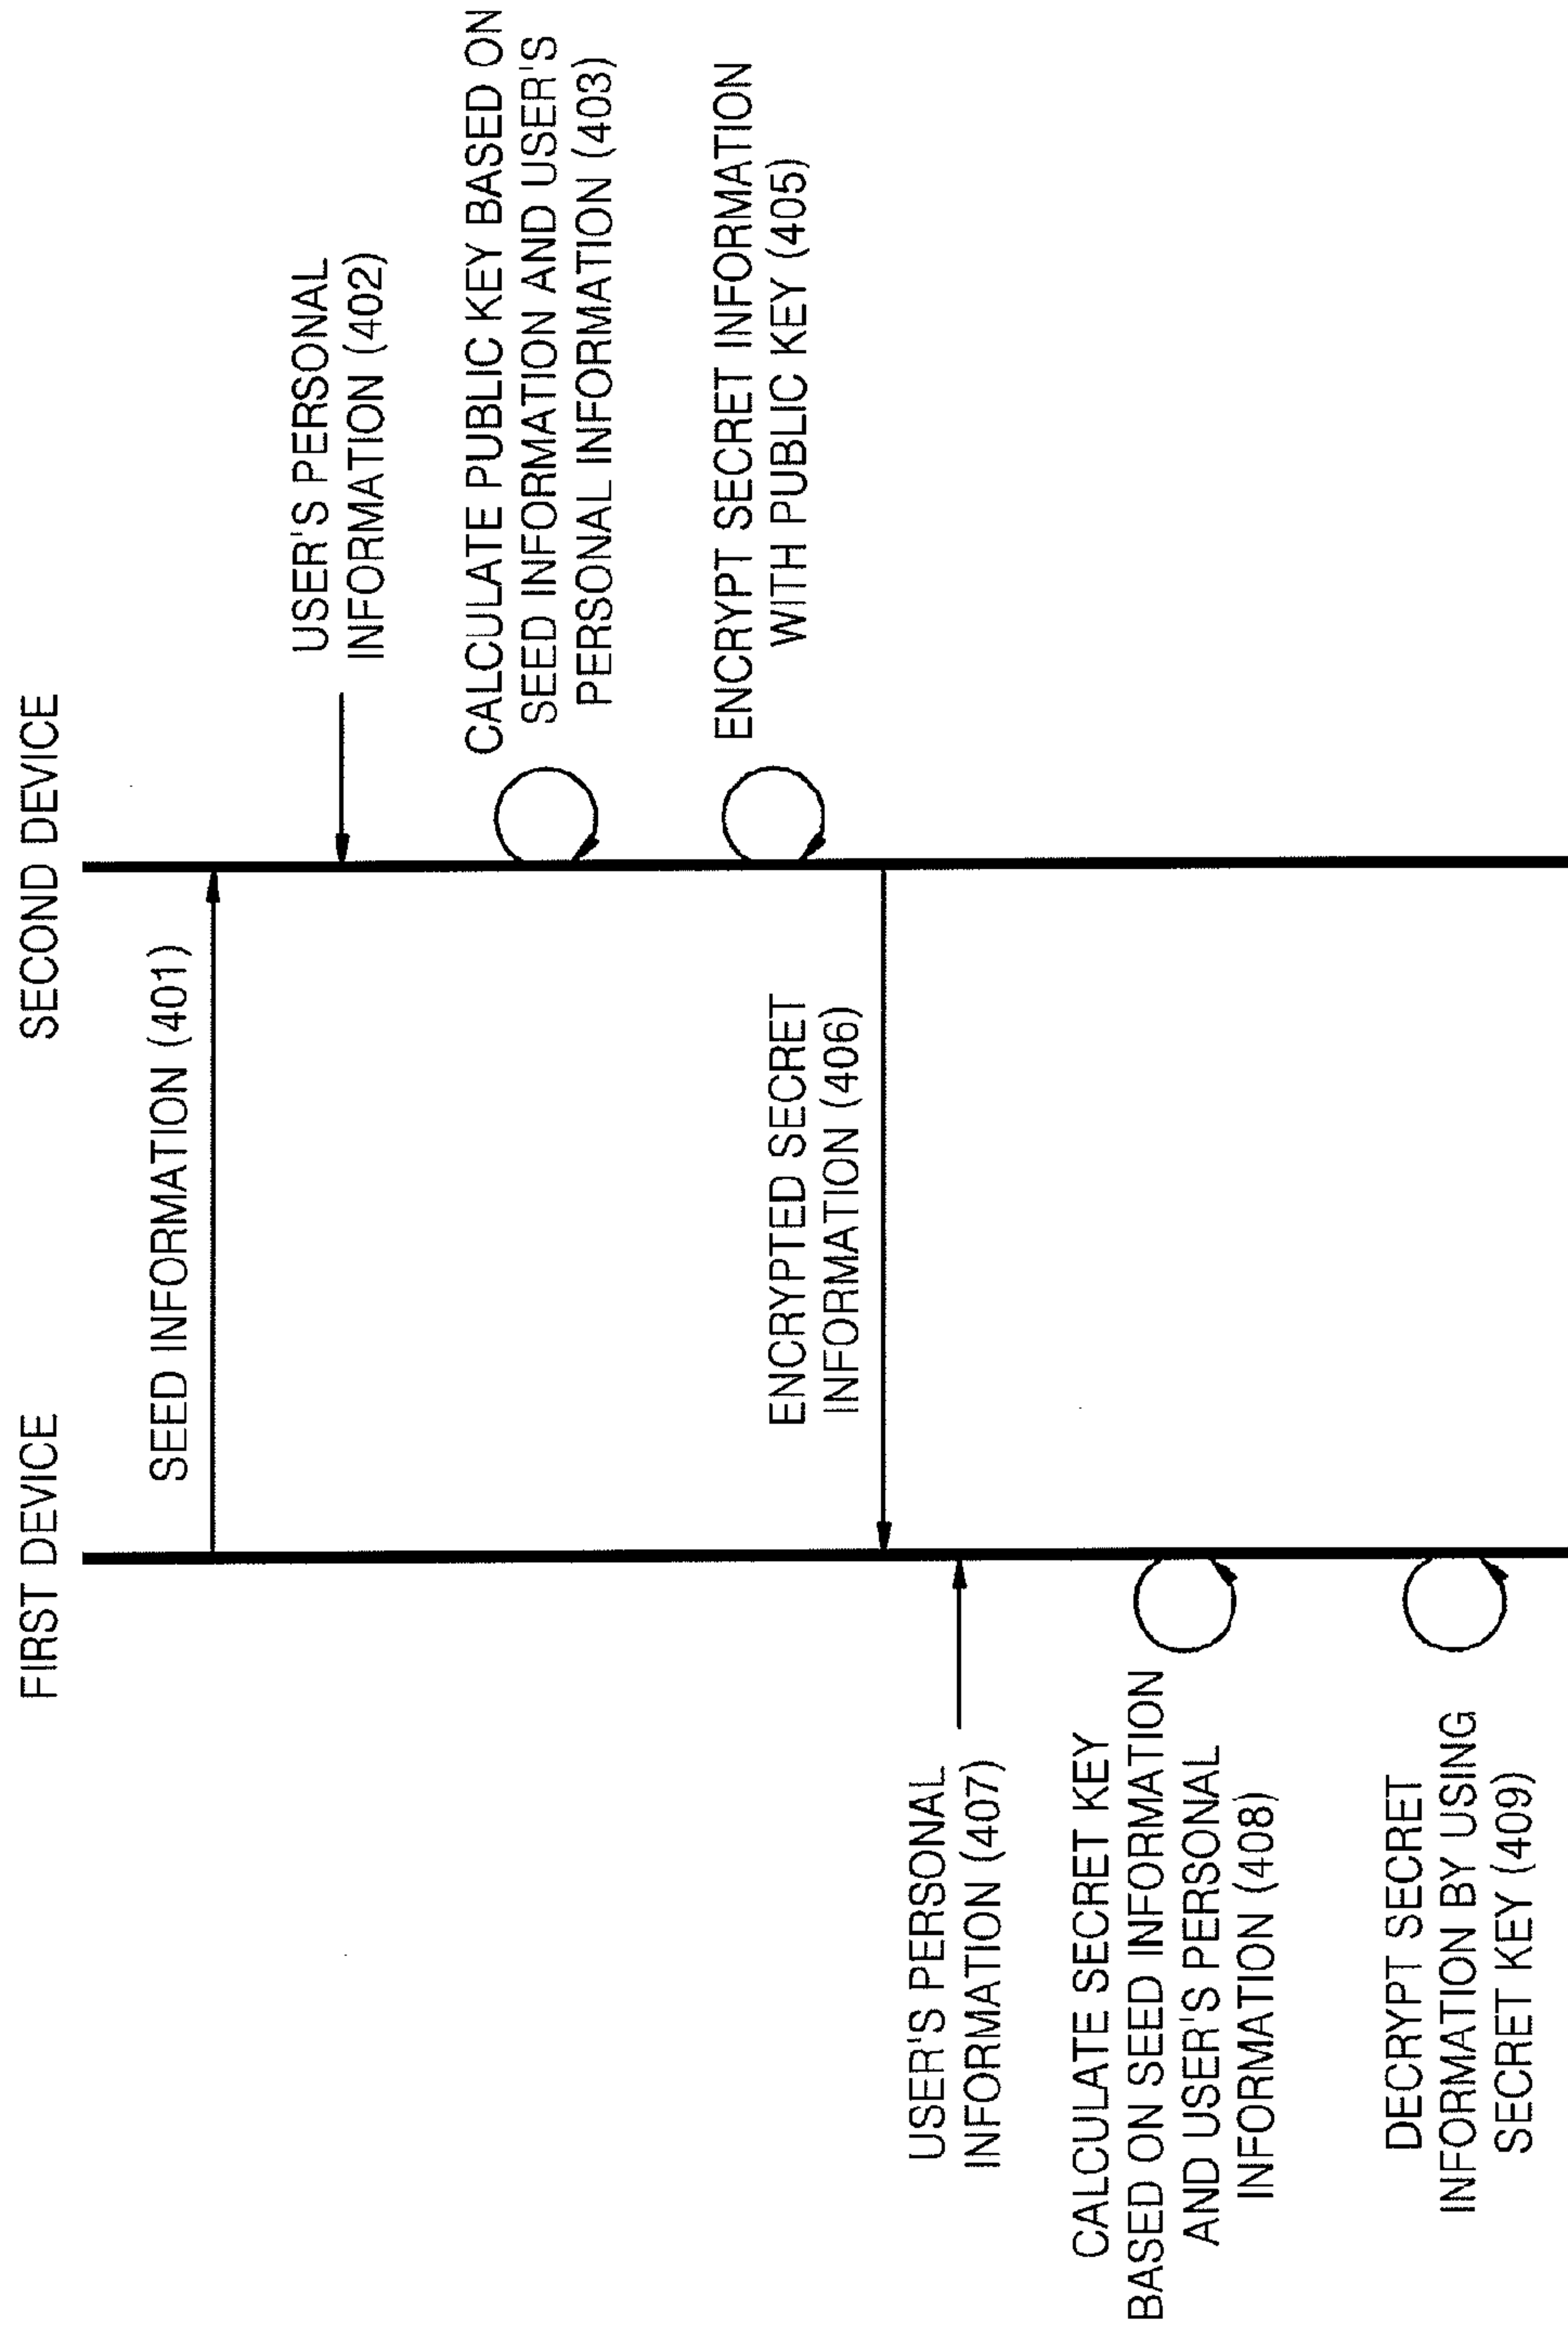 FIRST DEVICE
SECOND DEVICE
SEED INFORMATION (401)
USER'S PERSONAL
INFORMATION (402)
CALCULATE PUBLIC KEY BASED ON
SEED INFORMATION AND USER'S
PERSONAL INFORMATION (403)
ENCRYPT SECRET INFORMATION
WITH PUBLIC KEY (405)
ENCRYPTED SECRET
INFORMATION (406)
USER'S PERSONAL
INFORMATION (407)
CALCULATE SECRET KEY
BASED ON SEED INFORMATION
AND USER'S PERSONAL
INFORMATION (408)
DECRYPT SECRET
INFORMATION BY USING
SECRET KEY (409)